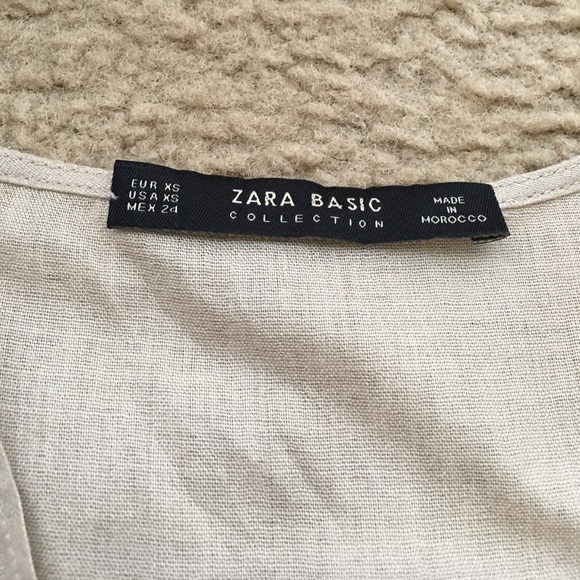 EUR XS
USA XS
MEX 24
ZARA BASIC
COLLECTION
MADE
IN
MOROCCO